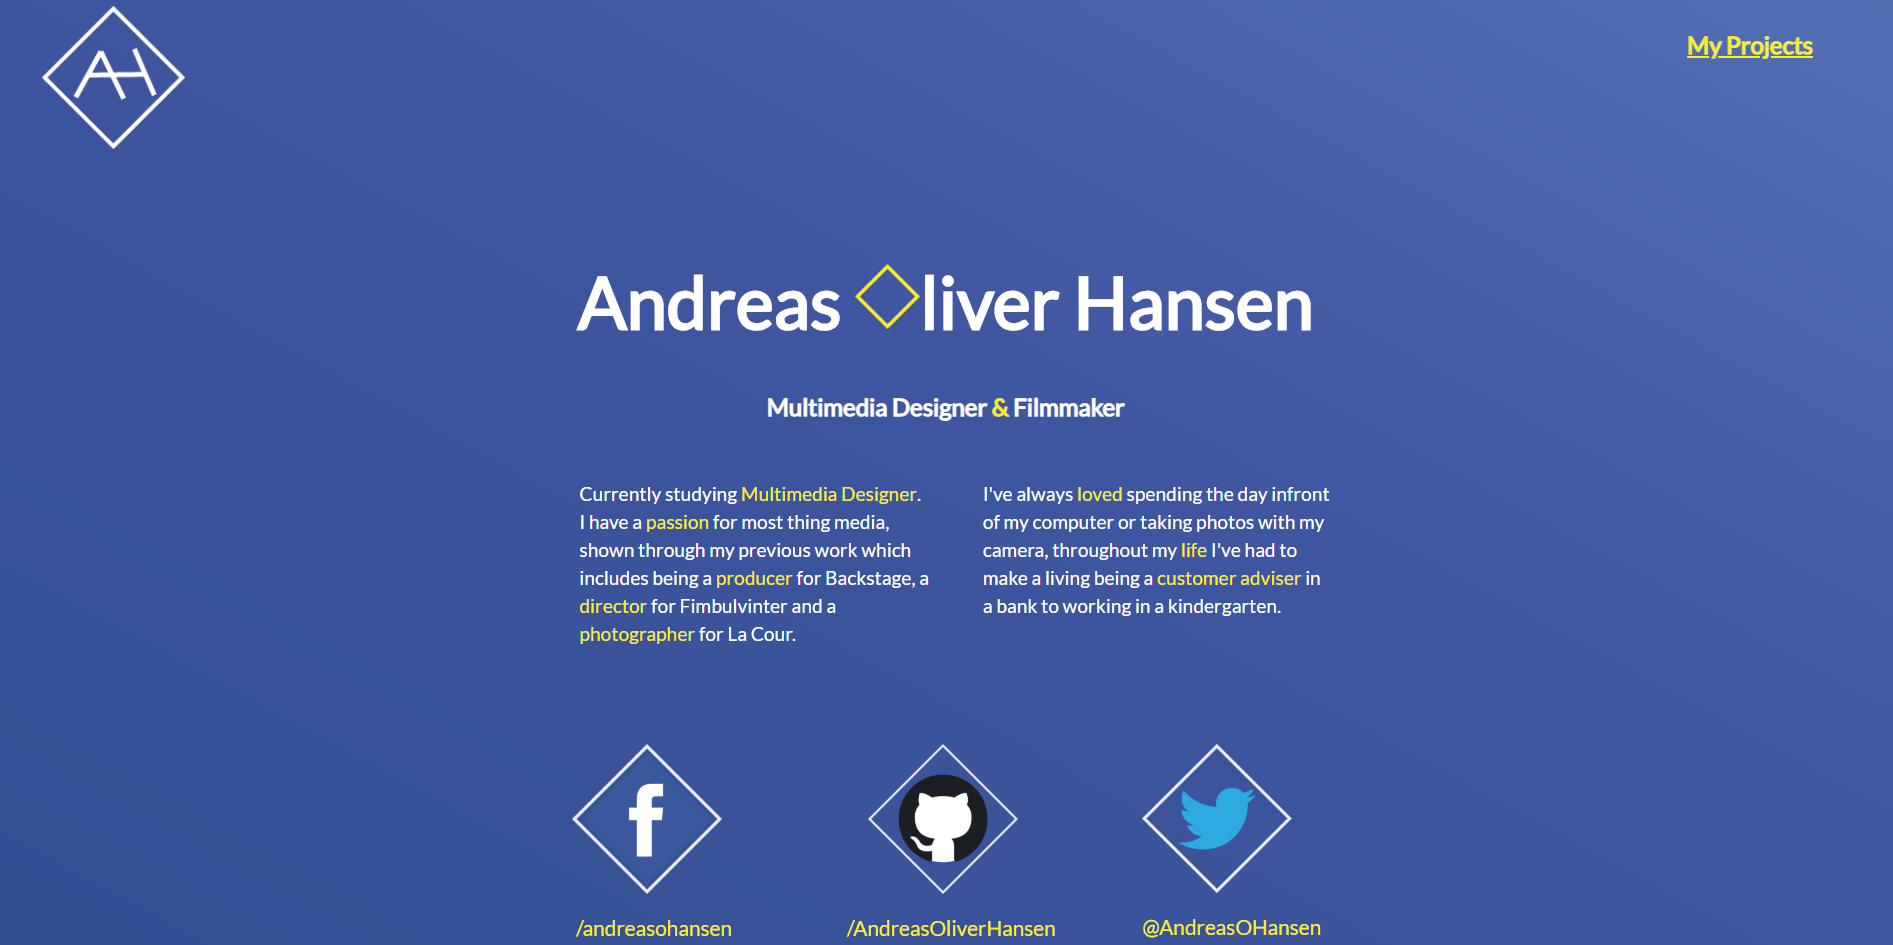 AH
My Projects
Andreas Oliver Hansen
Multimedia Designer & Filmmaker
Currently studying Multimedia Designer.
I have a passion for most thing media,
shown through my previous work which
includes being a producer for Backstage, a
director for Fimbulvinter and a
photographer for La Cour.
I've always loved spending the day infront
of my computer or taking photos with my
camera, throughout my life I've had to
make a living being a customer adviser in
a bank to working in a kindergarten.
f
/andreasohansen
/AndreasOliverHansen
@AndreasOHansen